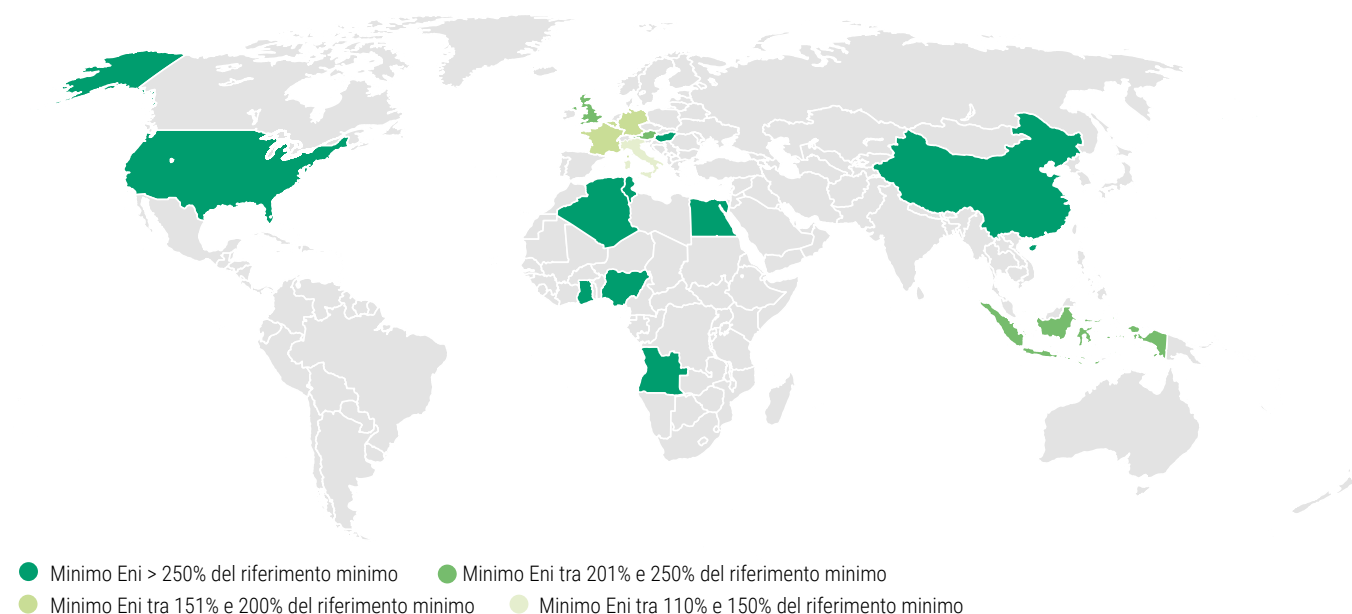 Minimo Eni > 250% del riferimento minimo Minimo Eni tra 201% e 250% del riferimento minimo
Minimo Eni tra 151% e 200% del riferimento minimo Minimo Eni tra 110% e 150% del riferimento minimo